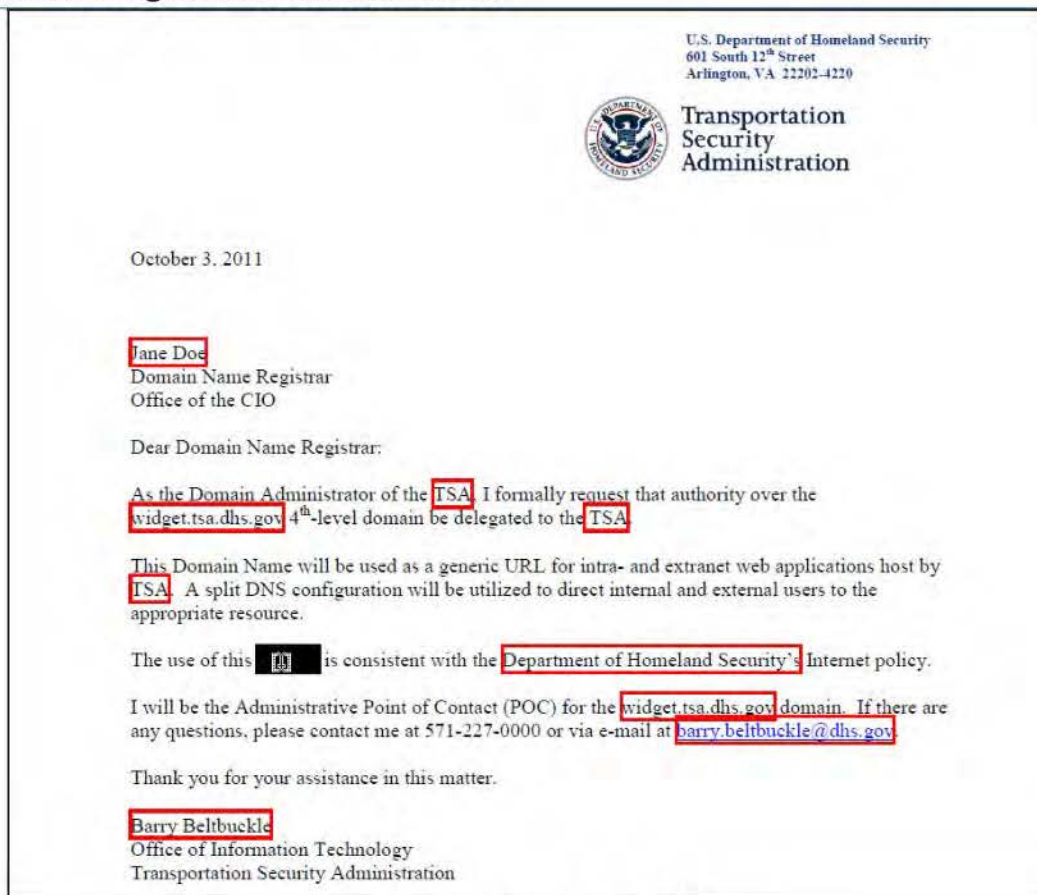 U.S. Department of Homeland Security
601 South 12th Street
Arlington, VA 22202-4220
U.S. DEPARTMENT OF
HOMELAND SECURITY
Transportation
Security
Administration
October 3, 2011
Jane Doe
Domain Name Registrar
Office of the CIO
Dear Domain Name Registrar:
As the Domain Administrator of the TSA, I formally request that authority over the
widget.tsa.dhs.gov 4th-level domain be delegated to the TSA.
This Domain Name will be used as a generic URL for intra- and extranet web applications host by
TSA. A split DNS configuration will be utilized to direct internal and external users to the
appropriate resource.
The use of this is consistent with the Department of Homeland Security's Internet policy.
I will be the Administrative Point of Contact (POC) for the widget.tsa.dhs.gov domain. If there are
any questions, please contact me at 571-227-0000 or via e-mail at barry.beltbuckle@dhs.gov.
Thank you for your assistance in this matter.
Barry Beltbuckle
Office of Information Technology
Transportation Security Administration